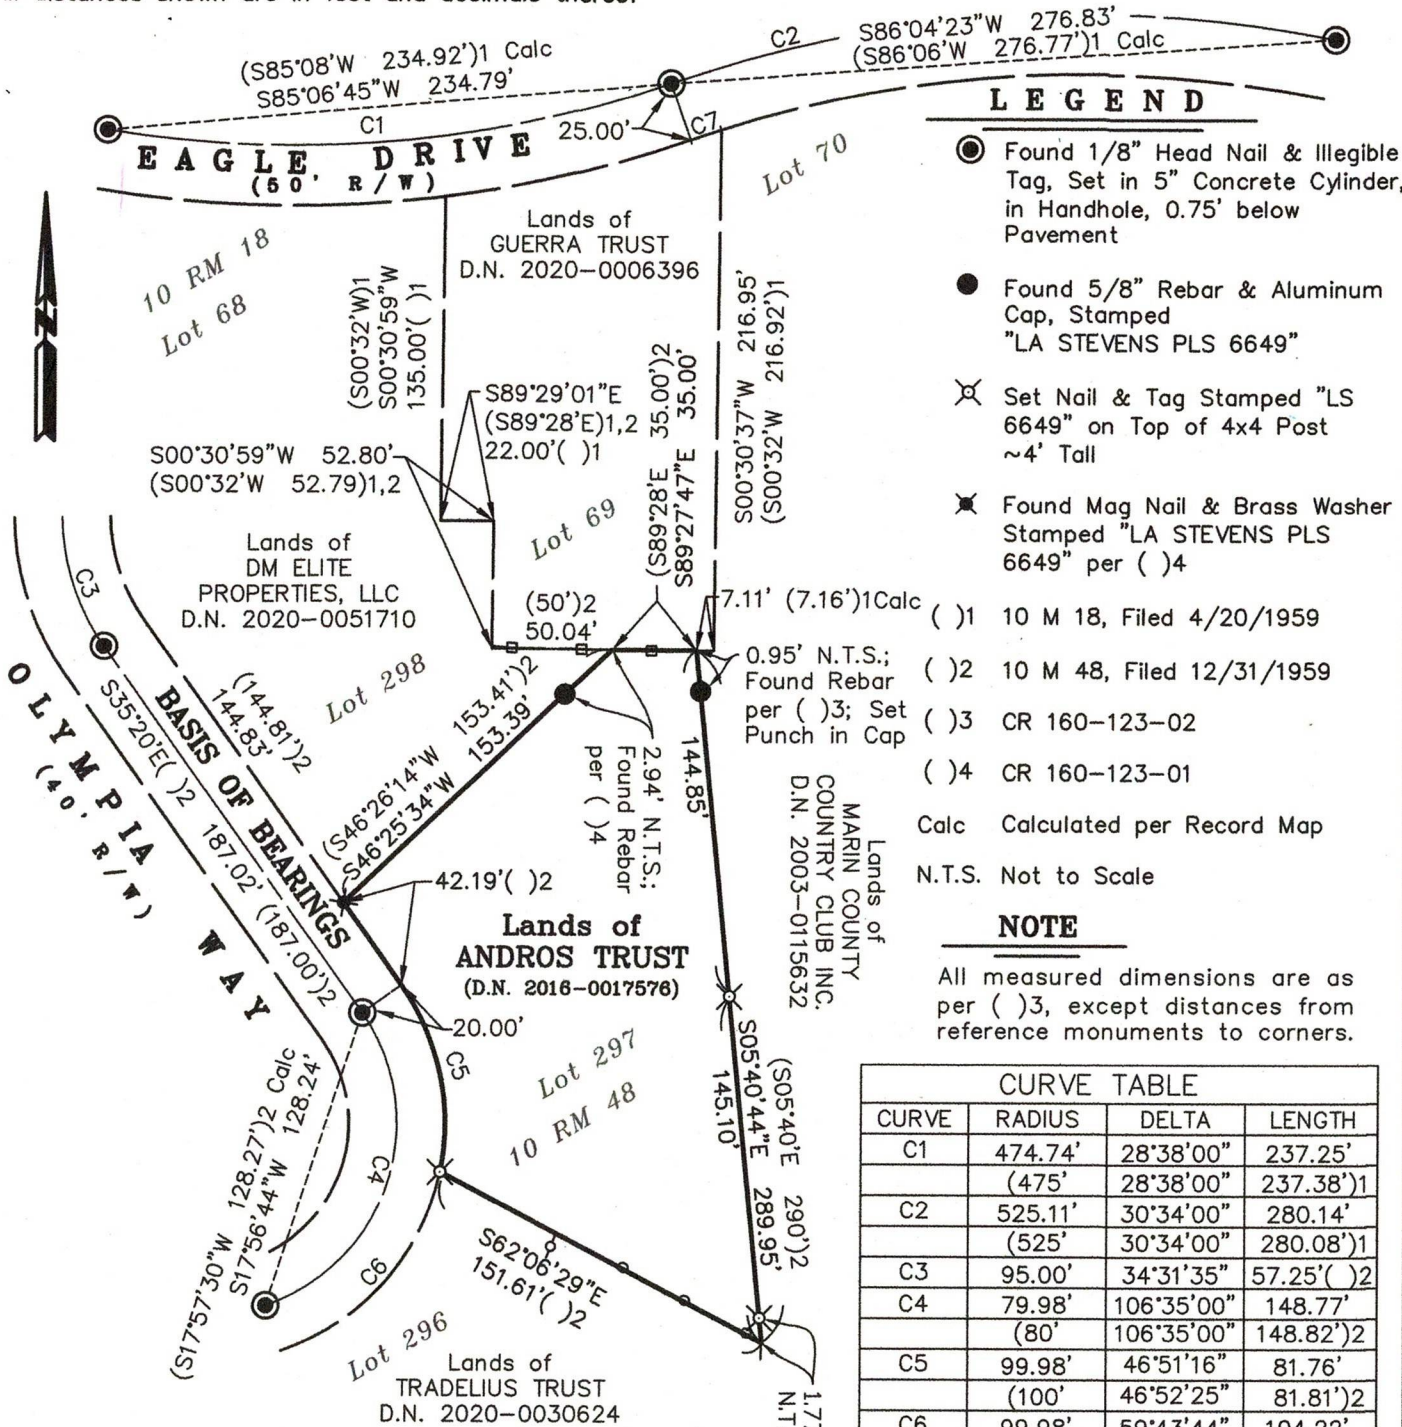 (S85°08'W 234.92')1 Calc
S85°06'45"W 234.79'
C1
C2
S86°04'23"W 276.83'
(S86°06'W 276.77')1 Calc
25.00'
C7
EAGLE DRIVE
(50' R/W)
Lot 70
10 RM 18
Lot 68
Lands of
GUERRA TRUST
D.N. 2020-0006396
(S00°32'W)1
S00°30'59"W
135.00'( )1
S89°29'01"E
(S89°28'E)1,2
22.00'( )1
S00°30'59"W 52.80'
(S00°32'W 52.79)1,2
(S89°28'E 35.00')2
S89°27'47"E 35.00'
S00°30'37"W 216.95'
(S00°32'W 216.92')1
Lot 69
N
Lands of
DM ELITE
PROPERTIES, LLC
D.N. 2020-0051710
(50')2
50.04'
7.11' (7.16')1Calc
0.95' N.T.S.;
Found Rebar
per ( )3; Set
Punch in Cap
C3
Lot 298
(144.81')2
144.83'
BASIS OF BEARINGS
S35°20'E( )2 187.02' (187.00')2
OLYMPIA WAY
(40' R/W)
(S46°26'14"W 153.41')2
S46°25'34"W 153.39'
2.94' N.T.S.;
Found Rebar
per ( )4
144.85'
Lands of
MARIN COUNTY
COUNTRY CLUB INC.
D.N. 2003-0115632
42.19'( )2
Lands of
ANDROS TRUST
(D.N. 2016-0017576)
20.00'
C5
Lot 297
10 RM 48
(S05°40'E 290')2
S05°40'44"E 289.95'
145.10'
C4
C6
(S17°57'30"W 128.27')2 Calc
S17°56'44"W 128.24'
S62°06'29"E
151.61'( )2
Lot 296
Lands of
TRADELIUS TRUST
D.N. 2020-0030624
LEGEND
Found 1/8" Head Nail & Illegible
Tag, Set in 5" Concrete Cylinder,
in Handhole, 0.75' below
Pavement
Found 5/8" Rebar & Aluminum
Cap, Stamped
"LA STEVENS PLS 6649"
Set Nail & Tag Stamped "LS
6649" on Top of 4x4 Post
~4' Tall
Found Mag Nail & Brass Washer
Stamped "LA STEVENS PLS
6649" per ( )4
( )1 10 M 18, Filed 4/20/1959
( )2 10 M 48, Filed 12/31/1959
( )3 CR 160-123-02
( )4 CR 160-123-01
Calc Calculated per Record Map
N.T.S. Not to Scale
NOTE
All measured dimensions are as
per ( )3, except distances from
reference monuments to corners.
CURVE TABLE
CURVE RADIUS DELTA LENGTH
C1 474.74' 28°38'00" 237.25'
(475' 28°38'00" 237.38')1
C2 525.11' 30°34'00" 280.14'
(525' 30°34'00" 280.08')1
C3 95.00' 34°31'35" 57.25'( )2
C4 79.98' 106°35'00" 148.77'
(80' 106°35'00" 148.82')2
C5 99.98' 46°51'16" 81.76'
(100' 46°52'25" 81.81')2
C6